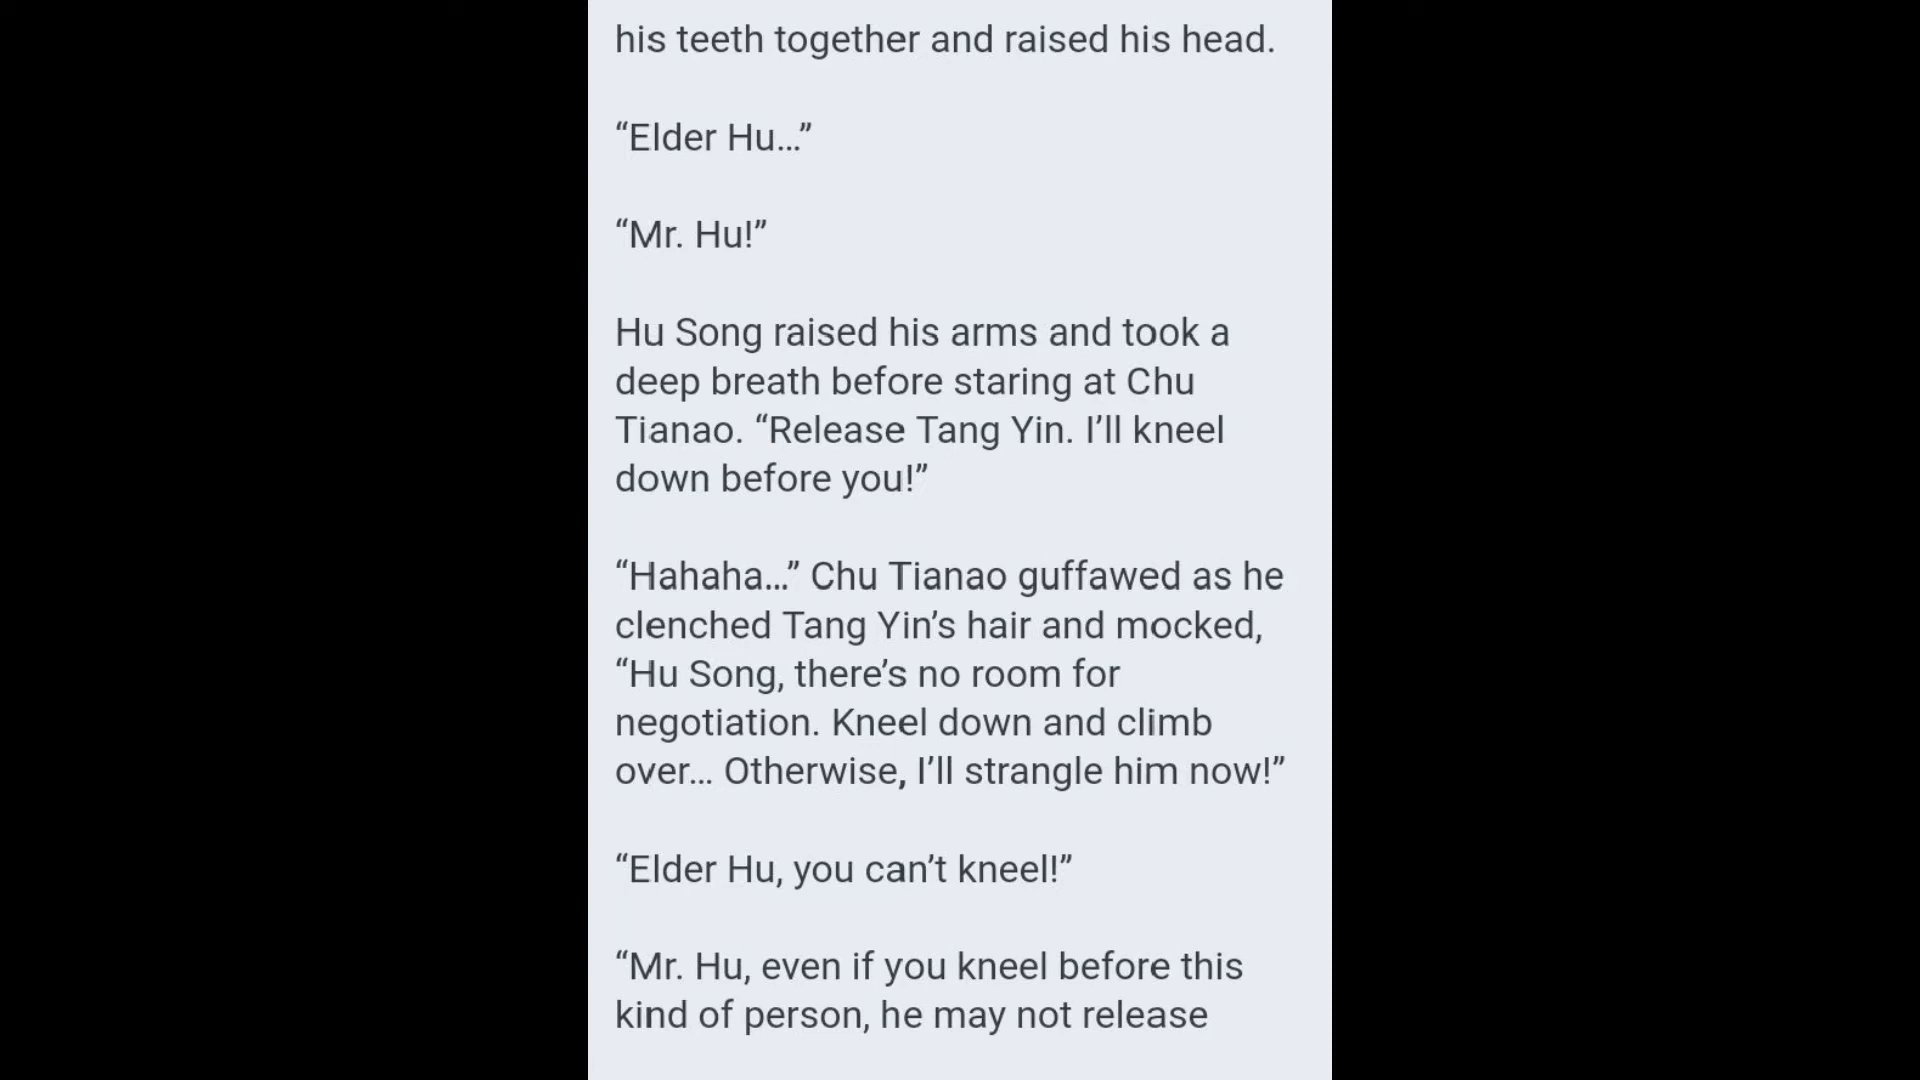 his teeth together and raised his head.
“Elder Hu…”
“Mr. Hu!”
Hu Song raised his arms and took a
deep breath before staring at Chu
Tianao. “Release Tang Yin. I’ll kneel
down before you!”
“Hahaha…” Chu Tianao guffawed as he
clenched Tang Yin’s hair and mocked,
“Hu Song, there’s no room for
negotiation. Kneel down and climb
over… Otherwise, I’ll strangle him now!”
“Elder Hu, you can’t kneel!”
“Mr. Hu, even if you kneel before this
kind of person, he may not release